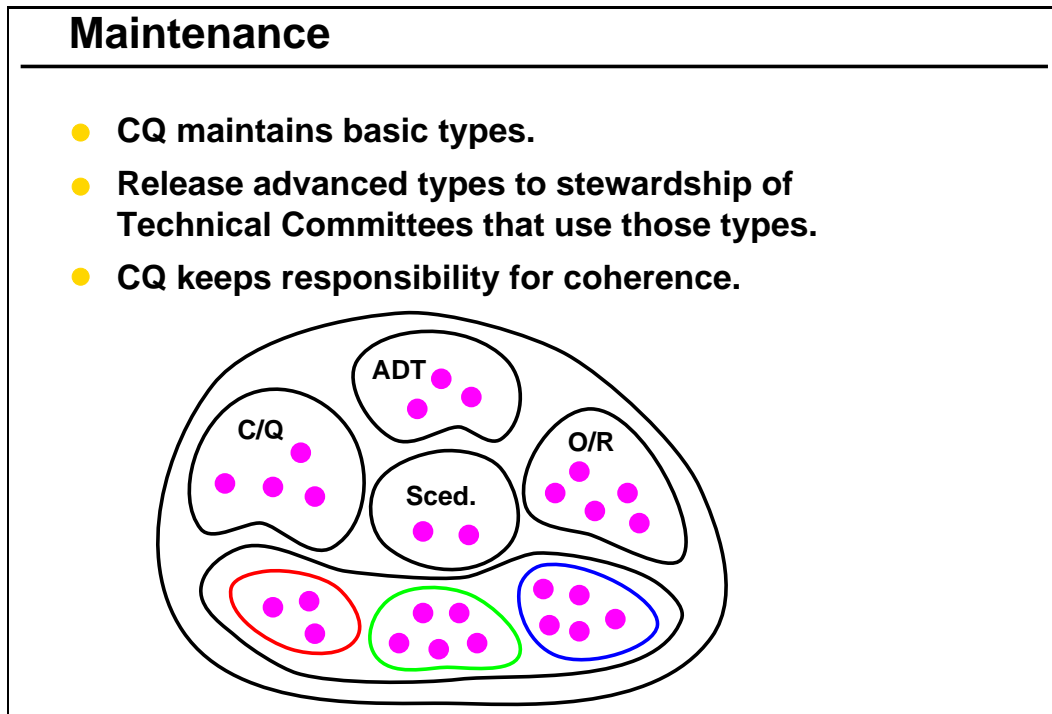 Maintenance
CQ maintains basic types.
Release advanced types to stewardship of
Technical Committees that use those types.
CQ keeps responsibility for coherence.
ADT
C/Q
O/R
Sced.